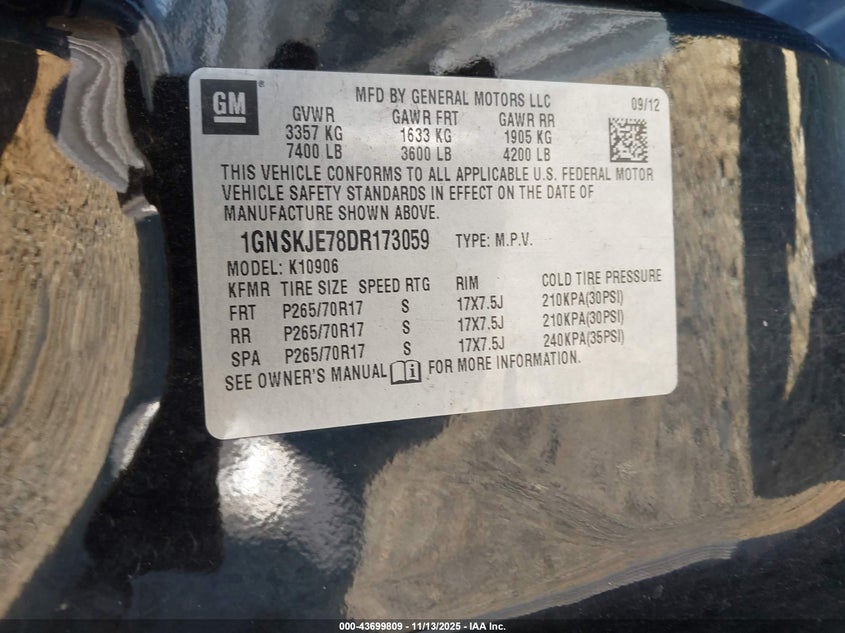 GM ®
MFD BY GENERAL MOTORS LLC 09/12
GVWR GAWR FRT GAWR RR
3357 KG 1633 KG 1905 KG
7400 LB 3600 LB 4200 LB
THIS VEHICLE CONFORMS TO ALL APPLICABLE U.S. FEDERAL MOTOR
VEHICLE SAFETY STANDARDS IN EFFECT ON THE DATE OF
MANUFACTURE SHOWN ABOVE.
1GNSKJE78DR173059 TYPE: M.P.V.
MODEL: K10906
KFMR TIRE SIZE SPEED RTG RIM COLD TIRE PRESSURE
FRT P265/70R17 S 17X7.5J 210KPA(30PSI)
RR P265/70R17 S 17X7.5J 210KPA(30PSI)
SPA P265/70R17 S 17X7.5J 240KPA(35PSI)
SEE OWNER'S MANUAL i FOR MORE INFORMATION.
000-43699809 - 11/13/2025 - IAA Inc.